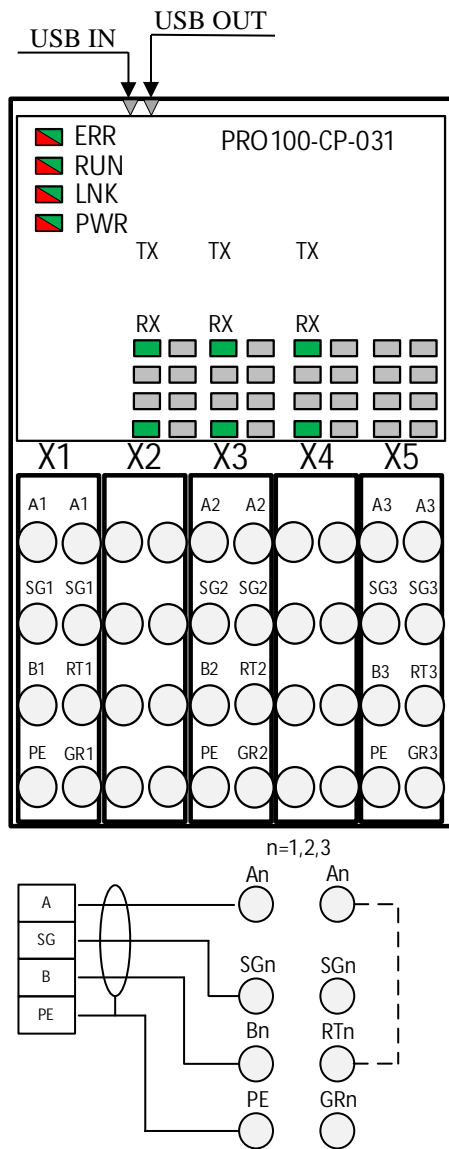 USB IN USB OUT
ERR PRO100-CP-031
RUN
LNK
PWR
TX TX TX
RX RX RX
X1 X2 X3 X4 X5
A1 A1 A2 A2 A3 A3
SG1 SG1 SG2 SG2 SG3 SG3
B1 RT1 B2 RT2 B3 RT3
PE GR1 PE GR2 PE GR3
n=1,2,3
A An An
SG SGn SGn
B Bn RTn
PE PE GRn